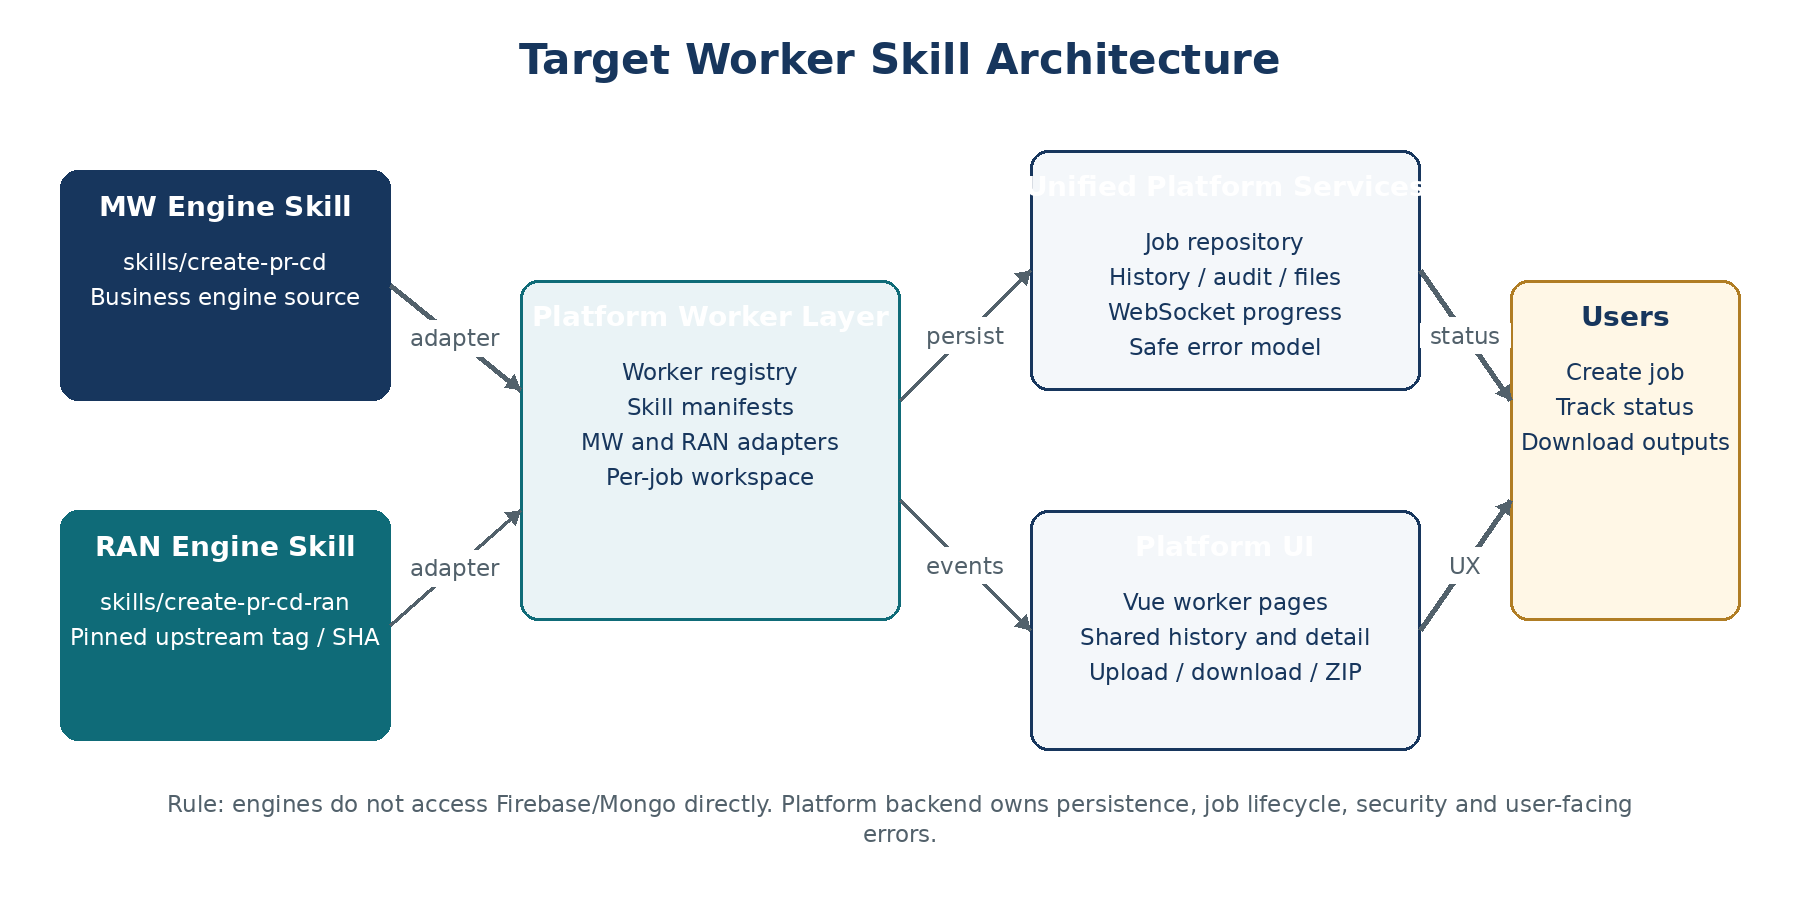 Target Worker Skill Architecture
MW Engine Skill
skills/create-pr-cd
Business engine source
adapter
RAN Engine Skill
skills/create-pr-cd-ran
Pinned upstream tag / SHA
adapter
Platform Worker Layer
Worker registry
Skill manifests
MW and RAN adapters
Per-job workspace
persist
events
Unified Platform Services
Job repository
History / audit / files
WebSocket progress
Safe error model
status
Platform UI
Vue worker pages
Shared history and detail
Upload / download / ZIP
UX
Users
Create job
Track status
Download outputs
Rule: engines do not access Firebase/Mongo directly. Platform backend owns persistence, job lifecycle, security and user-facing
errors.